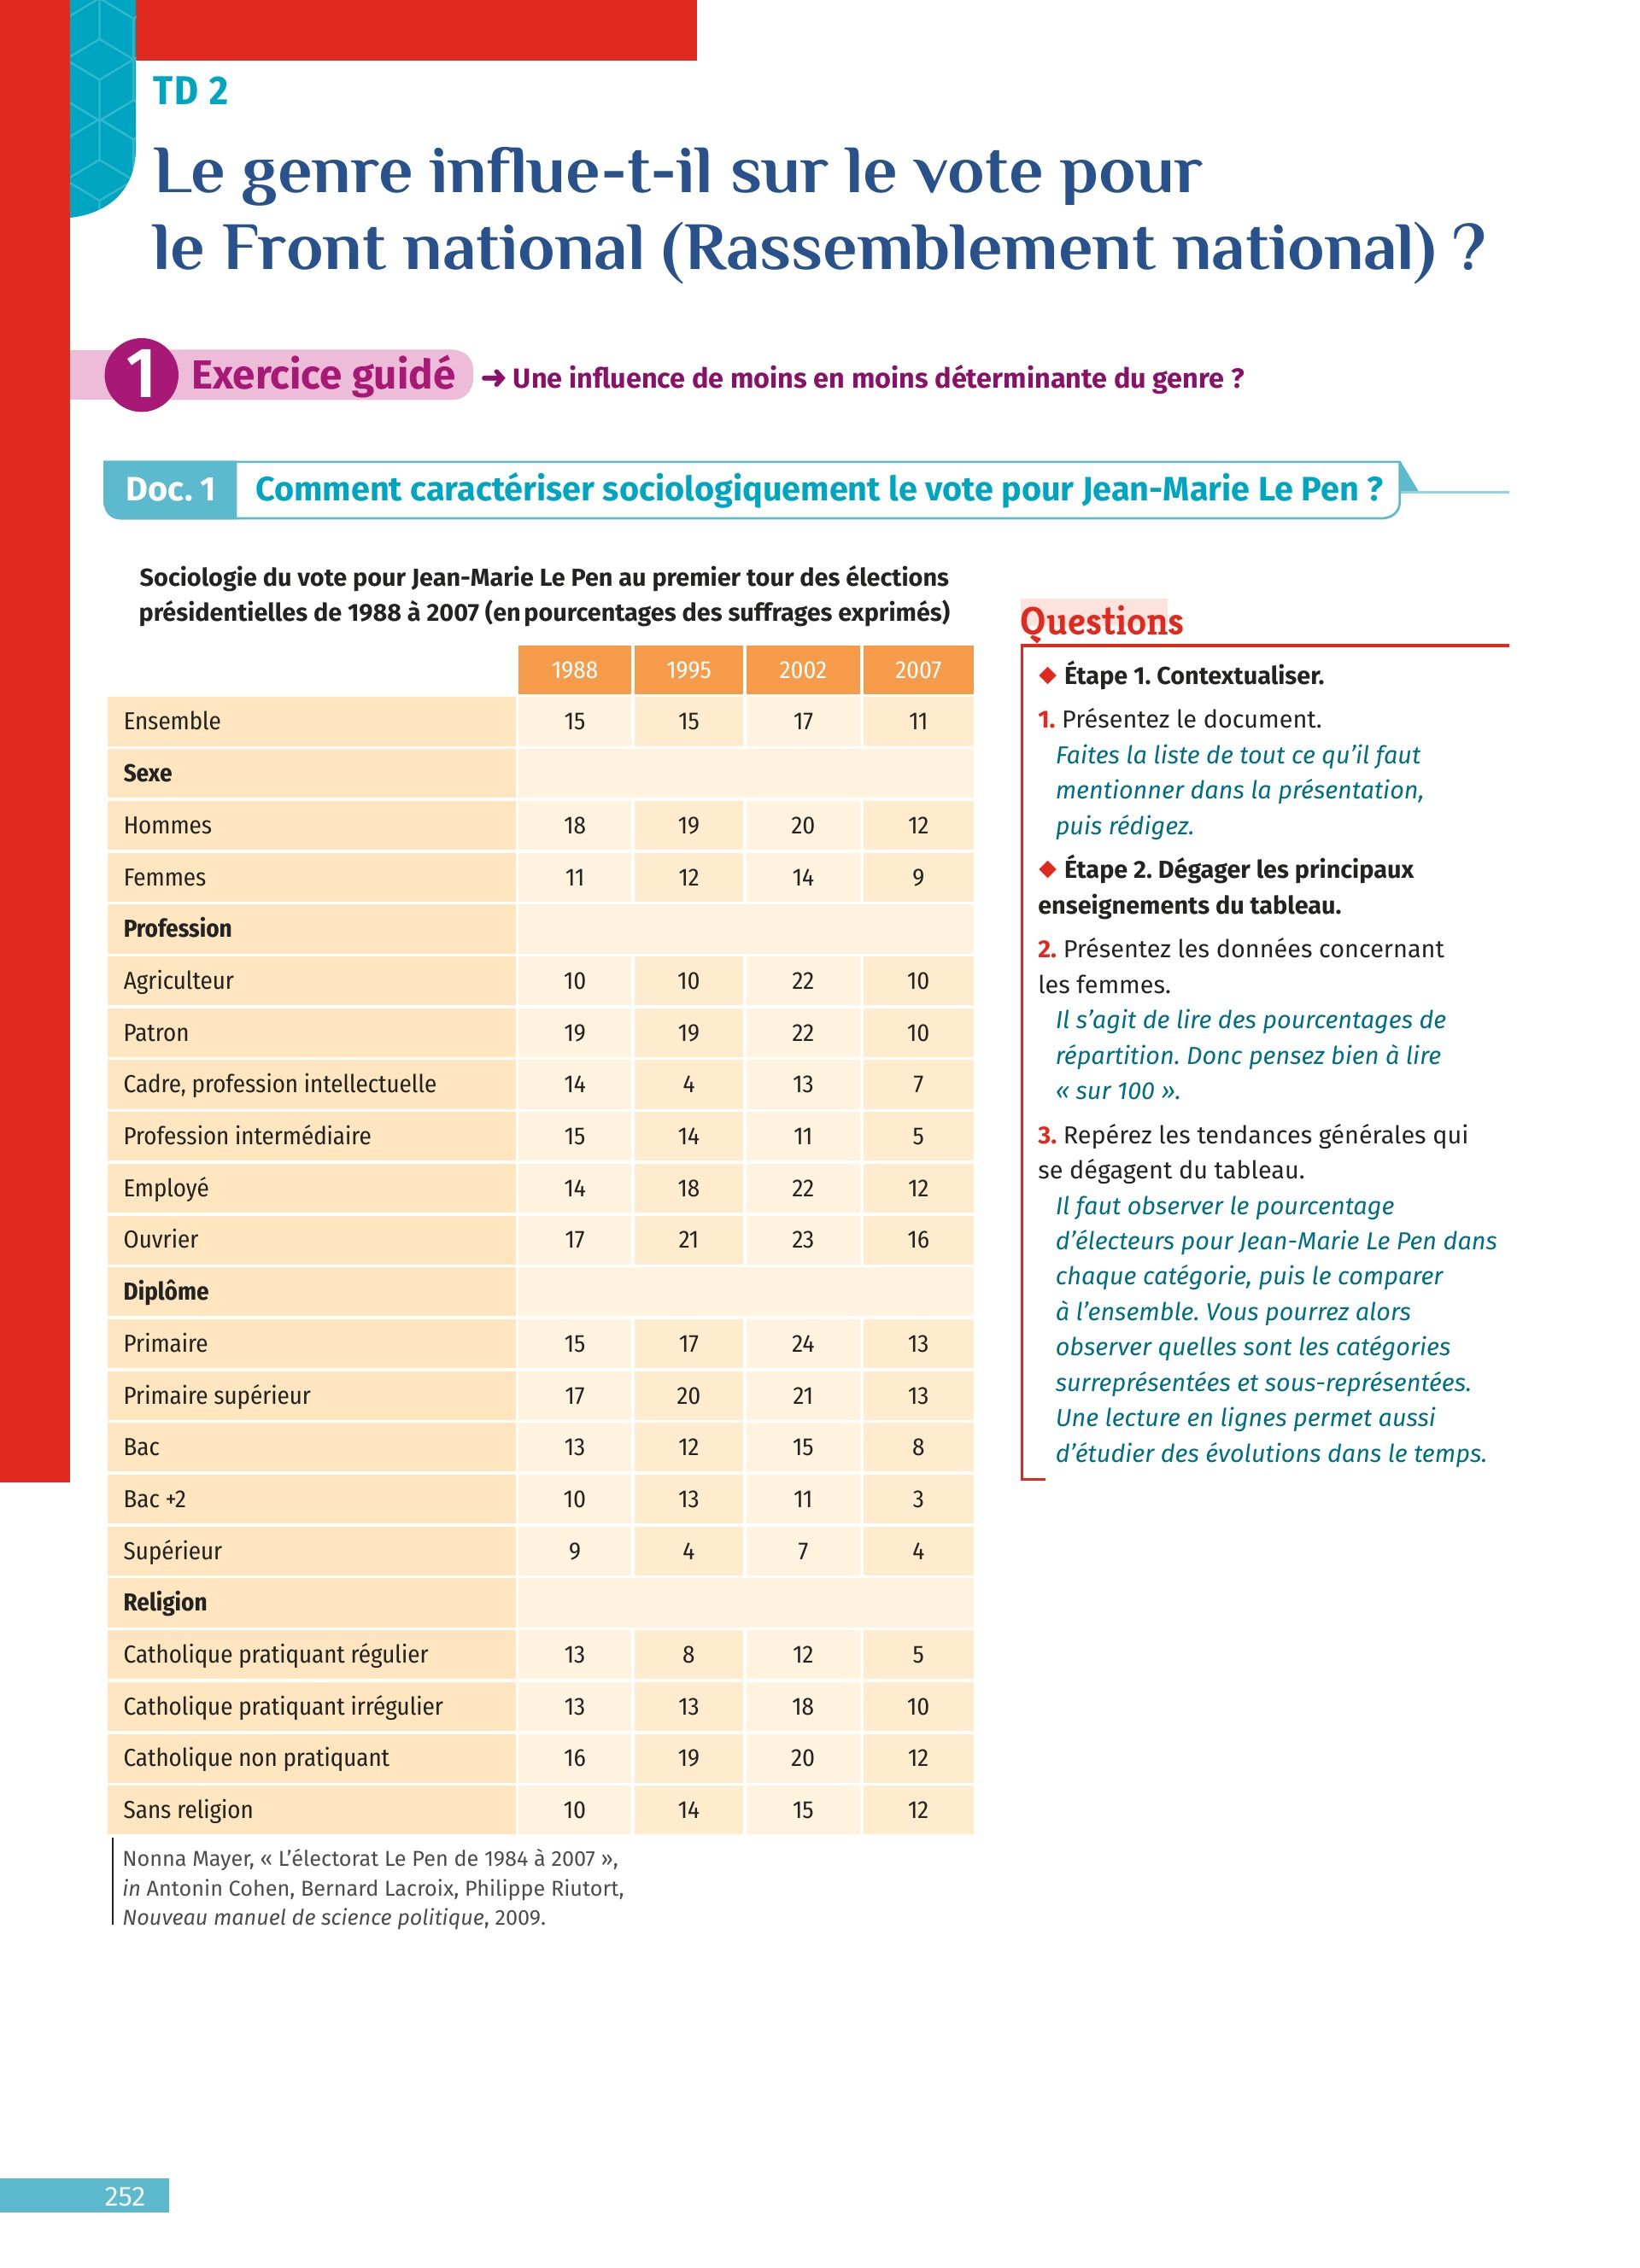 TD 2
Le genre influe-t-il sur le vote pour
le Front national (Rassemblement national) ?
1 Exercice guidé ➜ Une influence de moins en moins déterminante du genre ?
Doc. 1 Comment caractériser sociologiquement le vote pour Jean-Marie Le Pen ?
Sociologie du vote pour Jean-Marie Le Pen au premier tour des élections
présidentielles de 1988 à 2007 (en pourcentages des suffrages exprimés)
1988 1995 2002 2007
Ensemble 15 15 17 11
Sexe
Hommes 18 19 20 12
Femmes 11 12 14 9
Profession
Agriculteur 10 10 22 10
Patron 19 19 22 10
Cadre, profession intellectuelle 14 4 13 7
Profession intermédiaire 15 14 11 5
Employé 14 18 22 12
Ouvrier 17 21 23 16
Diplôme
Primaire 15 17 24 13
Primaire supérieur 17 20 21 13
Bac 13 12 15 8
Bac +2 10 13 11 3
Supérieur 9 4 7 4
Religion
Catholique pratiquant régulier 13 8 12 5
Catholique pratiquant irrégulier 13 13 18 10
Catholique non pratiquant 16 19 20 12
Sans religion 10 14 15 12
Nonna Mayer, « L’électorat Le Pen de 1984 à 2007 »,
in Antonin Cohen, Bernard Lacroix, Philippe Riutort,
Nouveau manuel de science politique, 2009.
Questions
◆ Étape 1. Contextualiser.
1. Présentez le document.
Faites la liste de tout ce qu’il faut
mentionner dans la présentation,
puis rédigez.
◆ Étape 2. Dégager les principaux
enseignements du tableau.
2. Présentez les données concernant
les femmes.
Il s’agit de lire des pourcentages de
répartition. Donc pensez bien à lire
« sur 100 ».
3. Repérez les tendances générales qui
se dégagent du tableau.
Il faut observer le pourcentage
d’électeurs pour Jean-Marie Le Pen dans
chaque catégorie, puis le comparer
à l’ensemble. Vous pourrez alors
observer quelles sont les catégories
surreprésentées et sous-représentées.
Une lecture en lignes permet aussi
d’étudier des évolutions dans le temps.
252